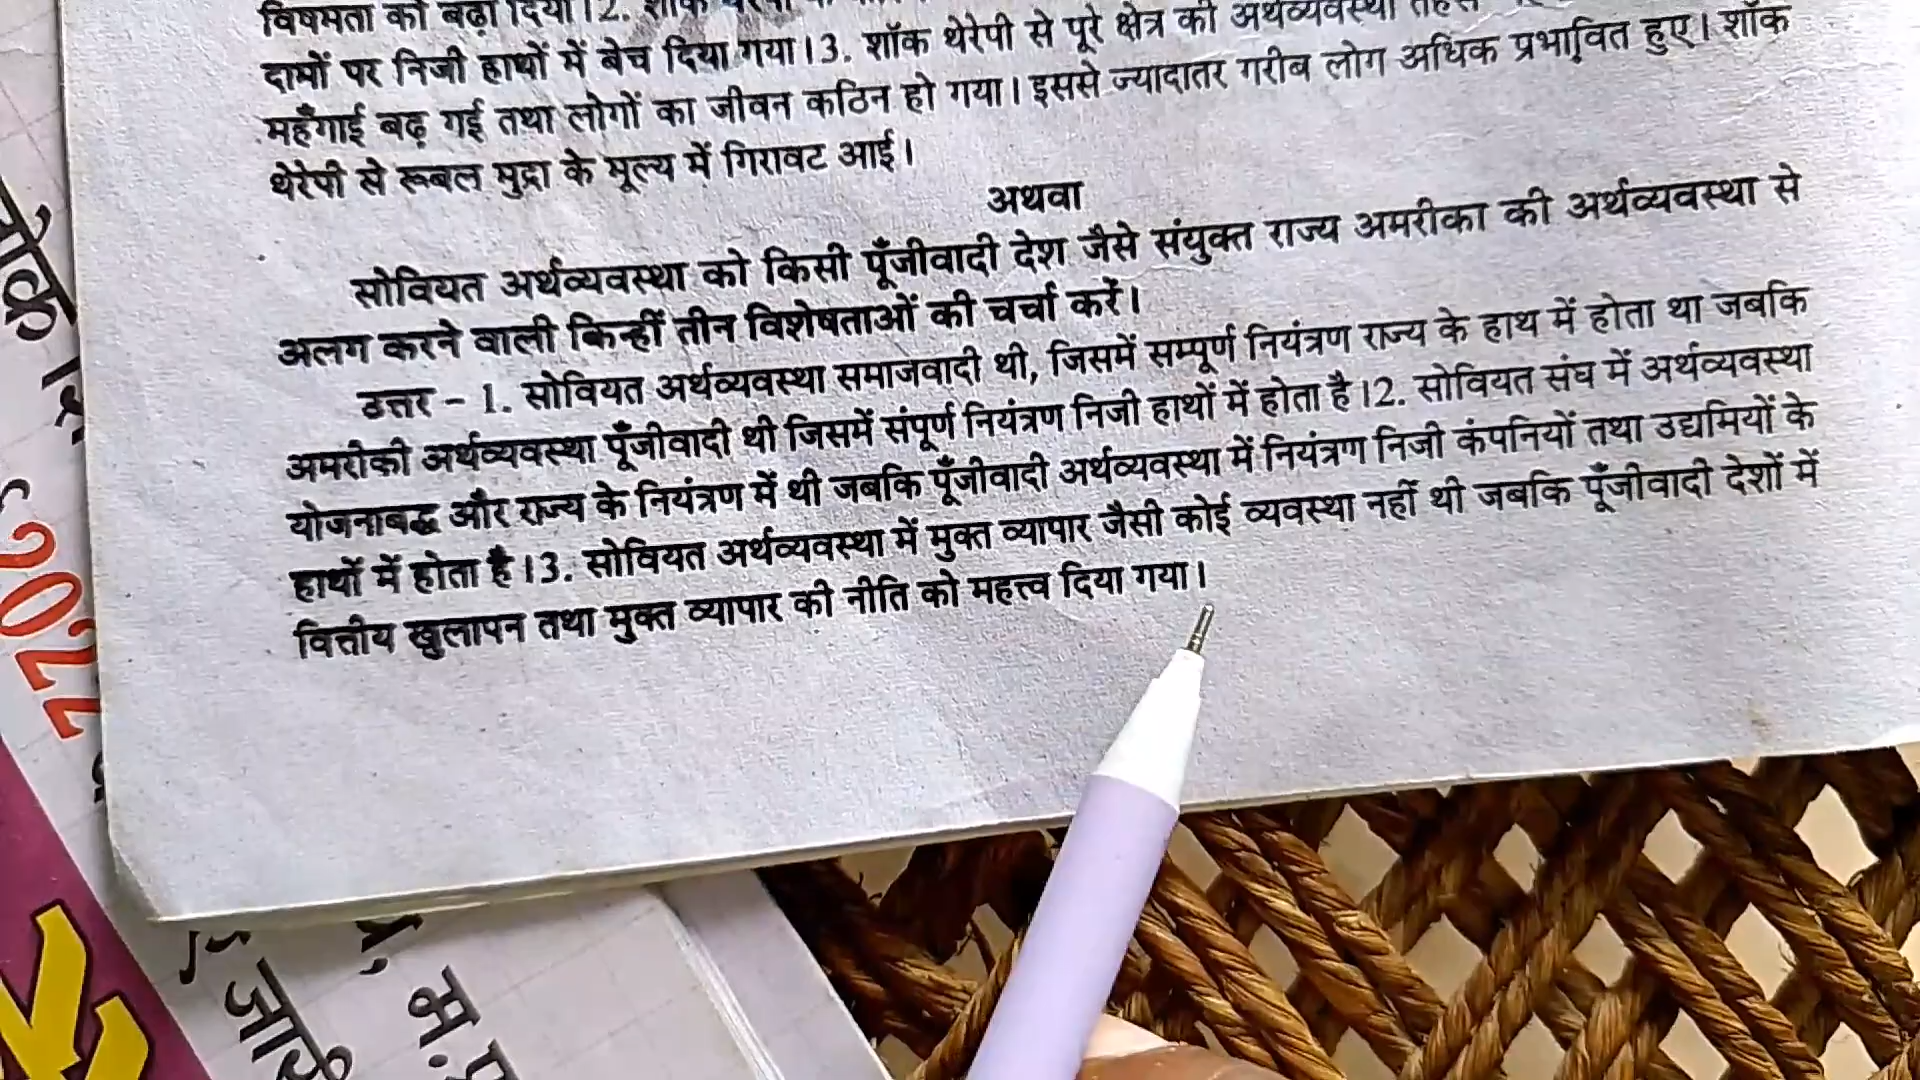 विषमता को बढ़ा दिया।2. शॉक
दामों पर निजी हाथों में बेच दिया गया।3. शॉक थेरेपी से पूरे क्षेत्र की अर्थव्यवस्था
महँगाई बढ़ गई तथा लोगों का जीवन कठिन हो गया। इससे ज्यादातर गरीब लोग अधिक प्रभावित हुए। शॉक
थेरेपी से रूबल मुद्रा के मूल्य में गिरावट आई।
अथवा
सोवियत अर्थव्यवस्था को किसी पूँजीवादी देश जैसे संयुक्त राज्य अमरीका की अर्थव्यवस्था से
अलग करने वाली किन्हीं तीन विशेषताओं की चर्चा करें।
उत्तर – 1. सोवियत अर्थव्यवस्था समाजवादी थी, जिसमें सम्पूर्ण नियंत्रण राज्य के हाथ में होता था जबकि
अमरीकी अर्थव्यवस्था पूँजीवादी थी जिसमें संपूर्ण नियंत्रण निजी हाथों में होता है।2. सोवियत संघ में अर्थव्यवस्था
योजनाबद्ध और राज्य के नियंत्रण में थी जबकि पूँजीवादी अर्थव्यवस्था में नियंत्रण निजी कंपनियों तथा उद्यमियों के
हाथों में होता है।3. सोवियत अर्थव्यवस्था में मुक्त व्यापार जैसी कोई व्यवस्था नहीं थी जबकि पूँजीवादी देशों में
वित्तीय खुलापन तथा मुक्त व्यापार की नीति को महत्त्व दिया गया।
2022